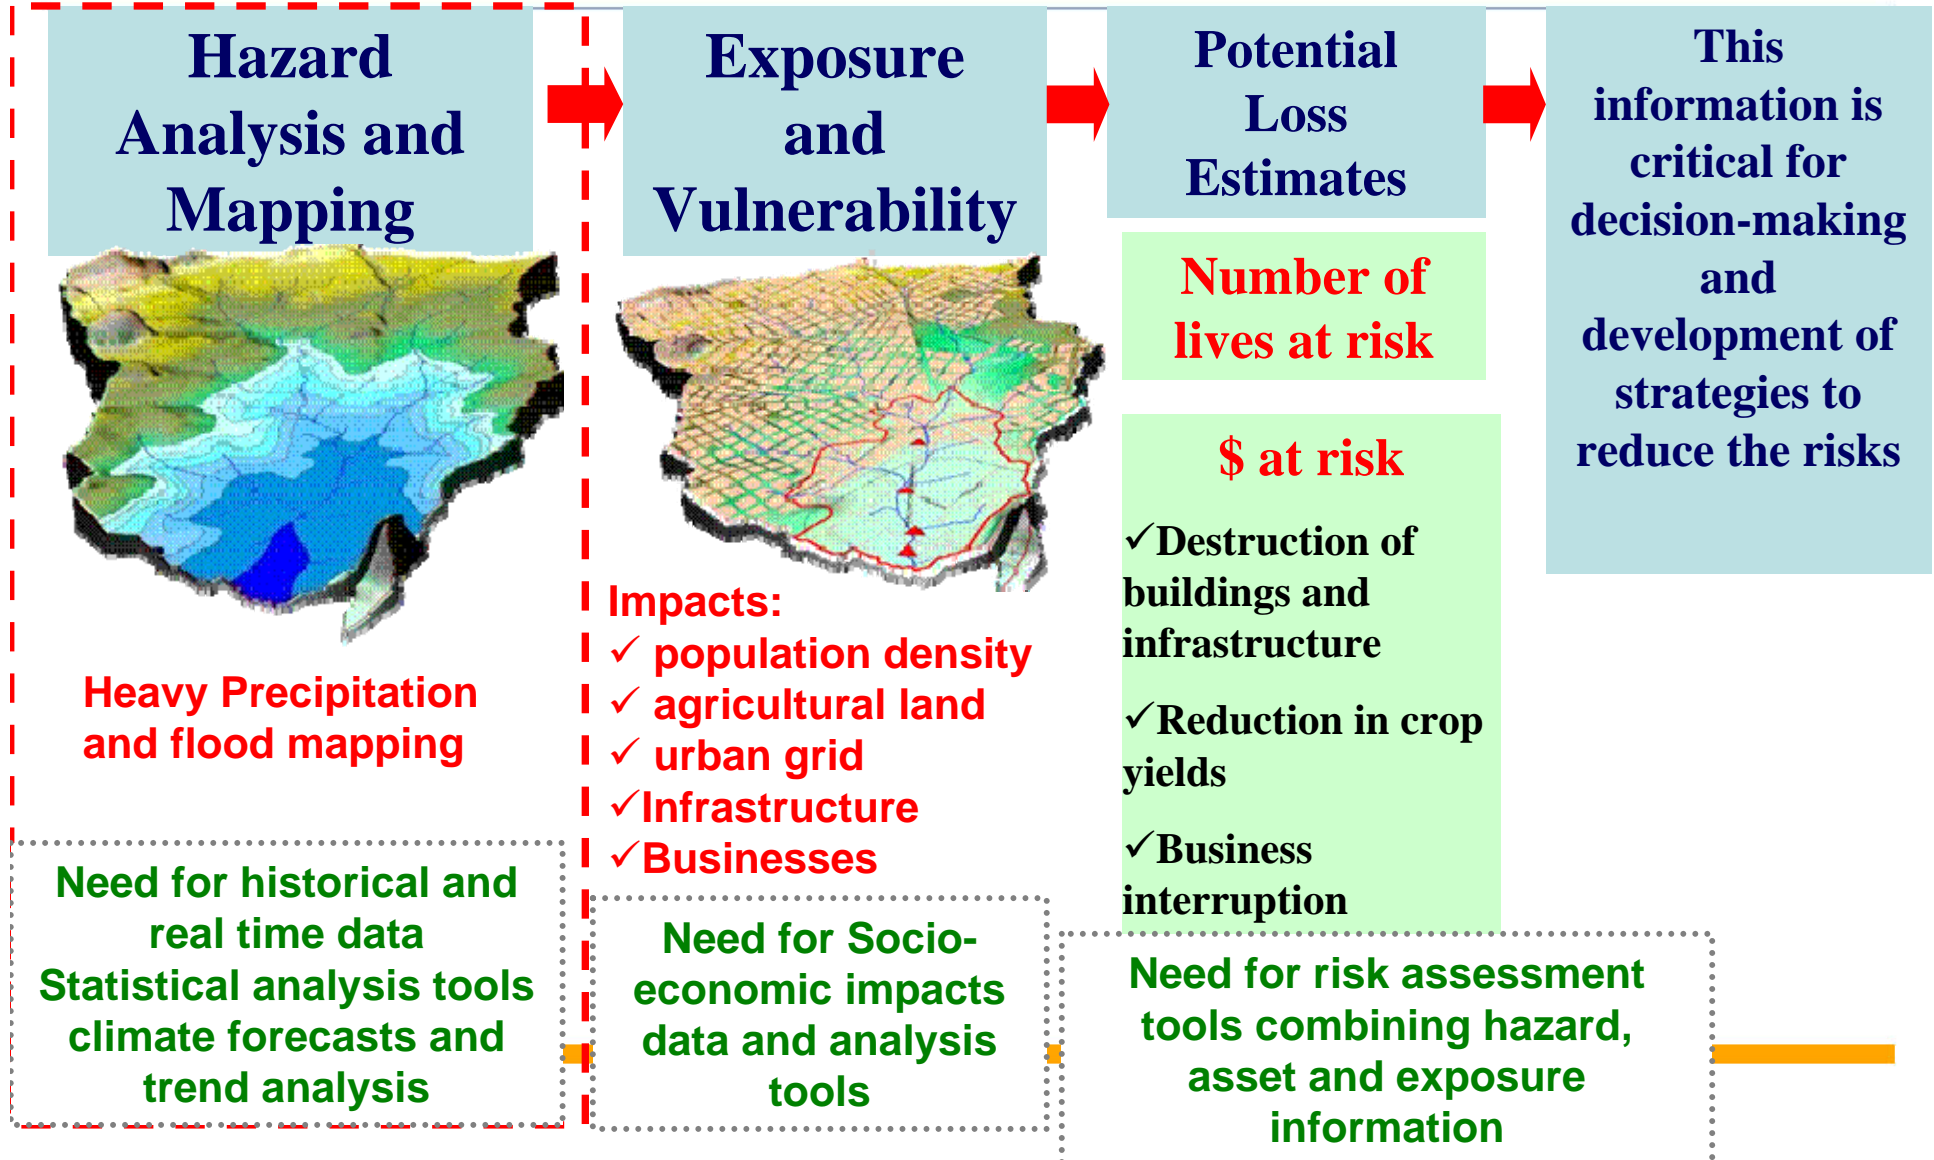 Hazard
Analysis and
Mapping
Heavy Precipitation
and flood mapping
Need for historical and
real time data
Statistical analysis tools
climate forecasts and
trend analysis
Exposure
and
Vulnerability
Impacts:
✓ population density
✓ agricultural land
✓ urban grid
✓Infrastructure
✓Businesses
Need for Socio-
economic impacts
data and analysis
tools
Potential
Loss
Estimates
Number of
lives at risk
$ at risk
✓Destruction of
buildings and
infrastructure
✓Reduction in crop
yields
✓Business
interruption
Need for risk assessment
tools combining hazard,
asset and exposure
information
This
information is
critical for
decision-making
and
development of
strategies to
reduce the risks